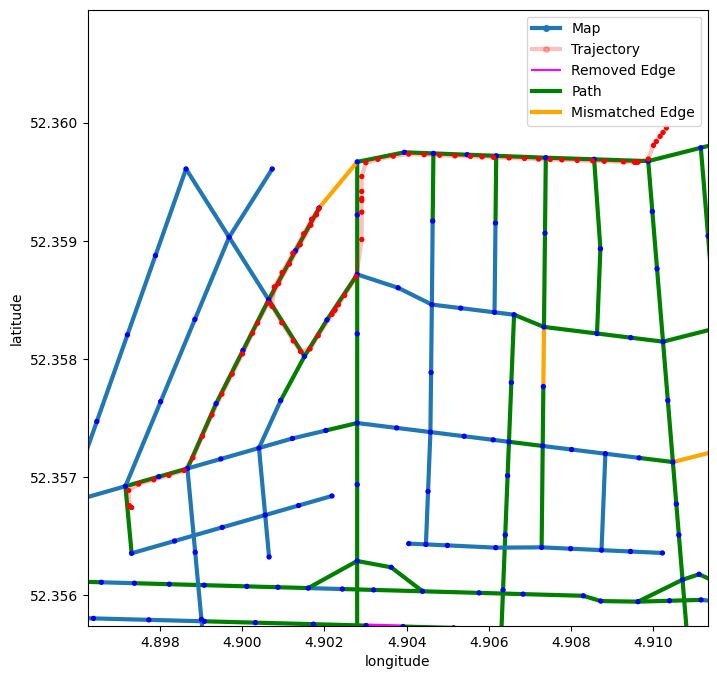 Map
Trajectory
Removed Edge
Path
Mismatched Edge
latitude
52.360
52.359
52.358
52.357
52.356
4.898 4.900 4.902 4.904 4.906 4.908 4.910
longitude